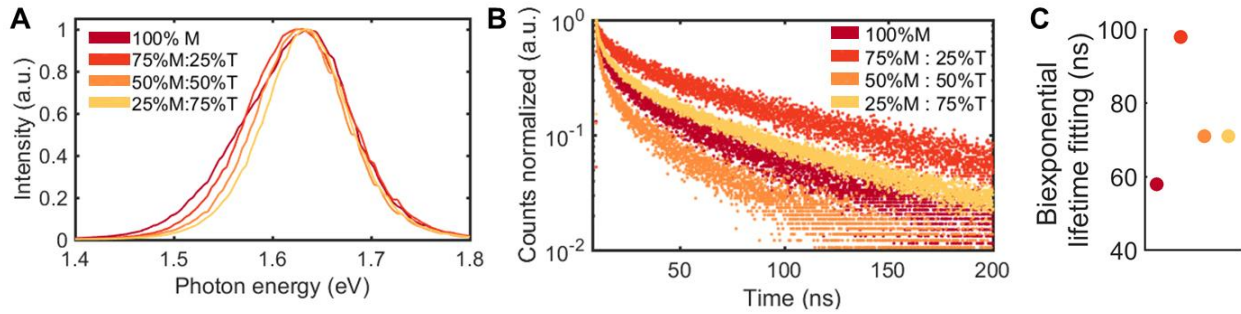 A
1
0.8
0.6
0.4
0.2
0
Intensity (a.u.)
100% M
75%M:25%T
50%M:50%T
25%M:75%T
1.4 1.5 1.6 1.7 1.8
Photon energy (eV)
B
10^0
10^-1
10^-2
Counts normalized (a.u.)
100%M
75%M : 25%T
50%M : 50%T
25%M : 75%T
50 100 150 200
Time (ns)
C
100
80
60
40
Biexponential
lifetime fitting (ns)